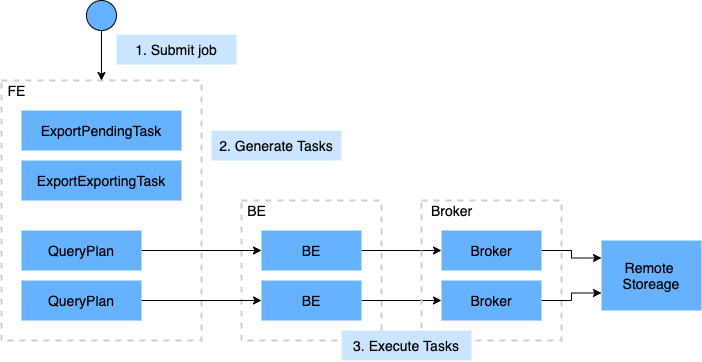 1. Submit job
FE
ExportPendingTask
2. Generate Tasks
ExportExportingTask
BE
Broker
QueryPlan
BE
Broker
Remote
Storeage
QueryPlan
BE
Broker
3. Execute Tasks